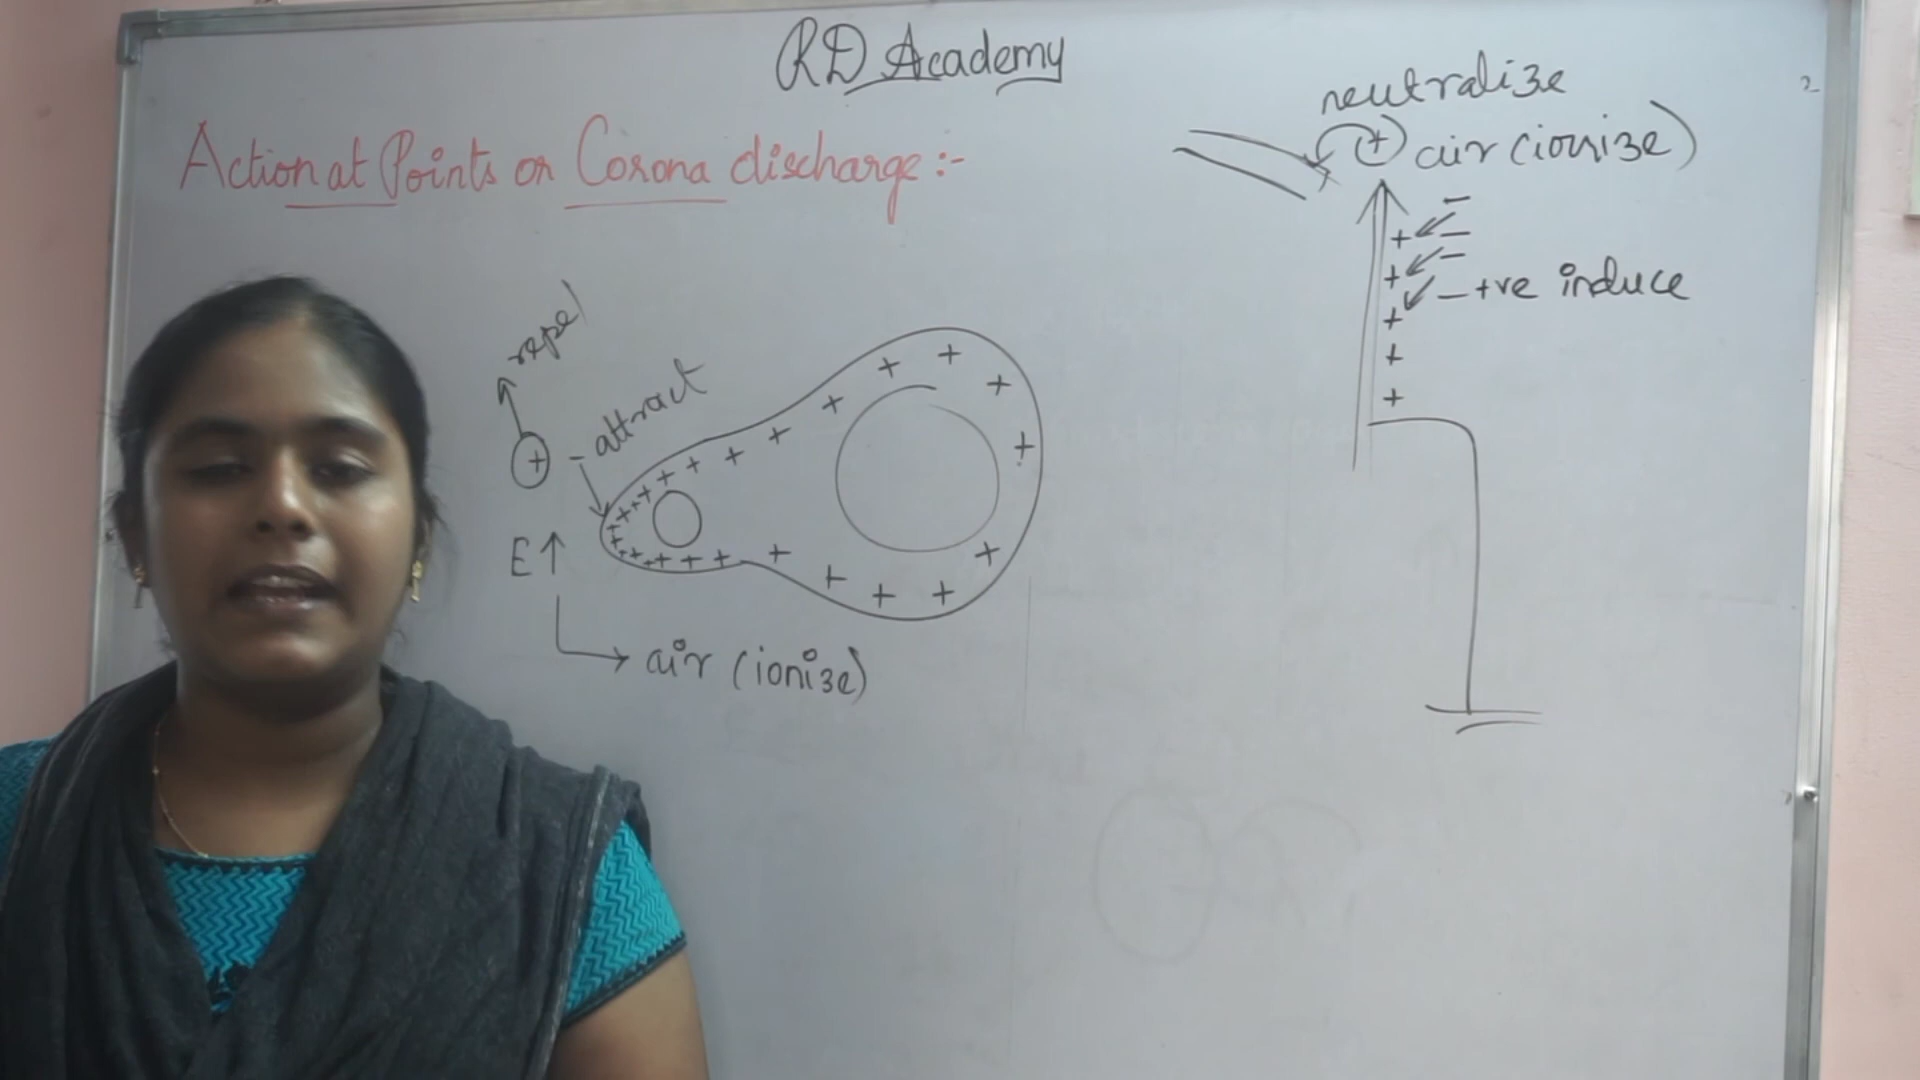 RD Academy
Action at Points or Corona discharge :-
neutralize
+ air (ionize)
+ -
+ -
+ - +ve induce
+
+
repel
+ - attract
E↑
→ air (ionize)